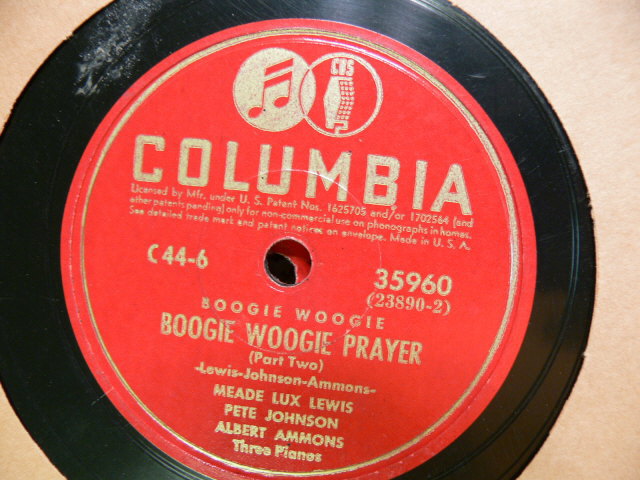 CBS
COLUMBIA
Licensed by Mfr. under U. S. Patent Nos. 1625705 and/or 1702564 (and
other patents pending) only for non-commercial use on phonographs in homes.
See detailed trade mark and patent notices on envelope. Made in U. S. A.
C 44-6
35960
(23890-2)
BOOGIE WOOGIE
BOOGIE WOOGIE PRAYER
(Part Two)
-Lewis-Johnson-Ammons-
MEADE LUX LEWIS
PETE JOHNSON
ALBERT AMMONS
Three Pianos